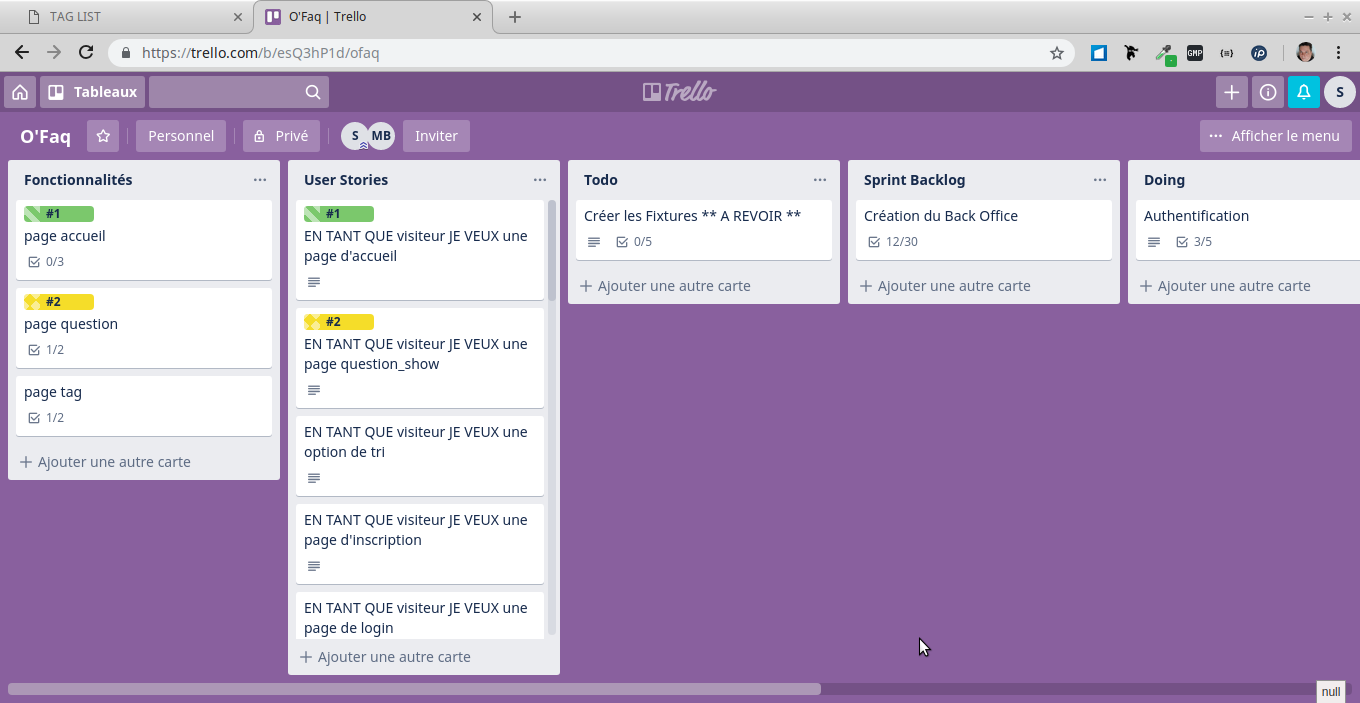 TAG LIST
O'Faq | Trello
https://trello.com/b/esQ3hP1d/ofaq
GMP
{≡}
ip
Tableaux
Trello
S
O'Faq
Personnel
Privé
S
MB
Inviter
Afficher le menu
Fonctionnalités
#1
page accueil
0/3
#2
page question
1/2
page tag
1/2
Ajouter une autre carte
User Stories
#1
EN TANT QUE visiteur JE VEUX une
page d'accueil
#2
EN TANT QUE visiteur JE VEUX une
page question_show
EN TANT QUE visiteur JE VEUX une
option de tri
EN TANT QUE visiteur JE VEUX une
page d'inscription
EN TANT QUE visiteur JE VEUX une
page de login
Ajouter une autre carte
Todo
Créer les Fixtures ** A REVOIR **
0/5
Ajouter une autre carte
Sprint Backlog
Création du Back Office
12/30
Ajouter une autre carte
Doing
Authentification
3/5
Ajouter une autre carte
null